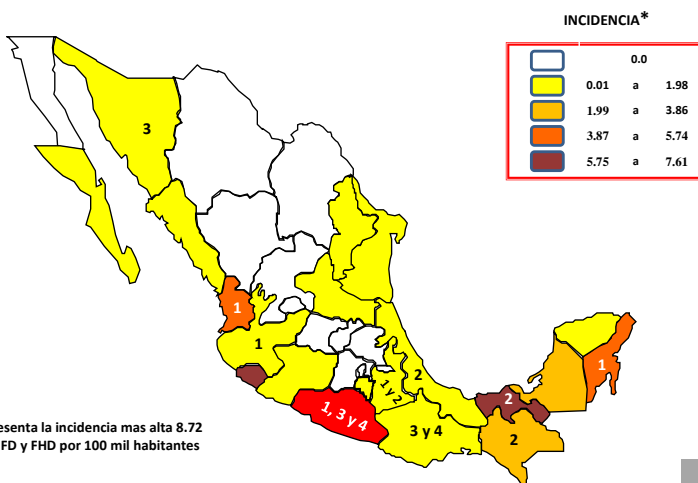 INCIDENCIA*
0.0
0.01 a 1.98
1.99 a 3.86
3.87 a 5.74
5.75 a 7.61
3
1
1
2
1 y 2
1, 3 y 4
3 y 4
2
2
1
esenta la incidencia mas alta 8.72
FD y FHD por 100 mil habitantes